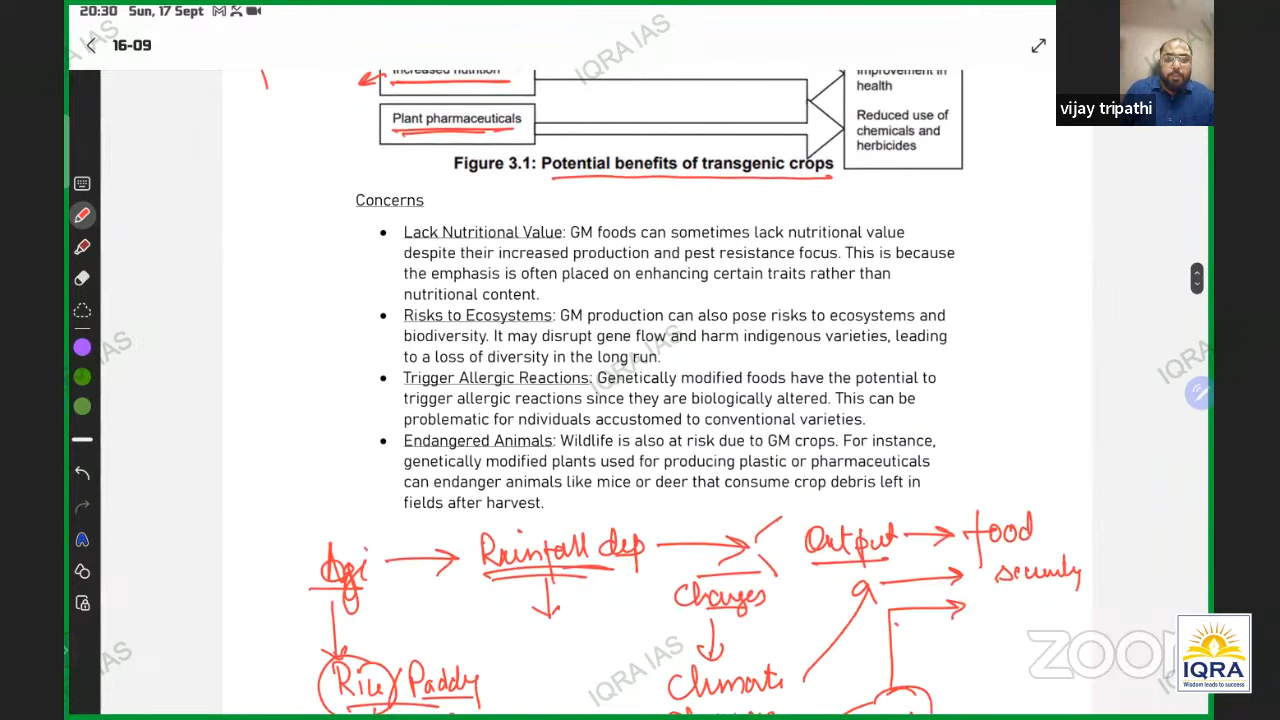 20:30 Sun, 17 Sept
16-09
vijay tripathi
Increased nutrition
Plant pharmaceuticals
Improvement in
health
Reduced use of
chemicals and
herbicides
Figure 3.1: Potential benefits of transgenic crops
Concerns
• Lack Nutritional Value: GM foods can sometimes lack nutritional value
despite their increased production and pest resistance focus. This is because
the emphasis is often placed on enhancing certain traits rather than
nutritional content.
• Risks to Ecosystems: GM production can also pose risks to ecosystems and
biodiversity. It may disrupt gene flow and harm indigenous varieties, leading
to a loss of diversity in the long run.
• Trigger Allergic Reactions: Genetically modified foods have the potential to
trigger allergic reactions since they are biologically altered. This can be
problematic for ndividuals accustomed to conventional varieties.
• Endangered Animals: Wildlife is also at risk due to GM crops. For instance,
genetically modified plants used for producing plastic or pharmaceuticals
can endanger animals like mice or deer that consume crop debris left in
fields after harvest.
Agi → Rainfall dep → Output → food
security
Changes
Rice / Paddy
Climate
IQRA IAS
IQRA IAS
IQRA IAS
IQRA IAS
zoom
IQRA
Wisdom leads to success